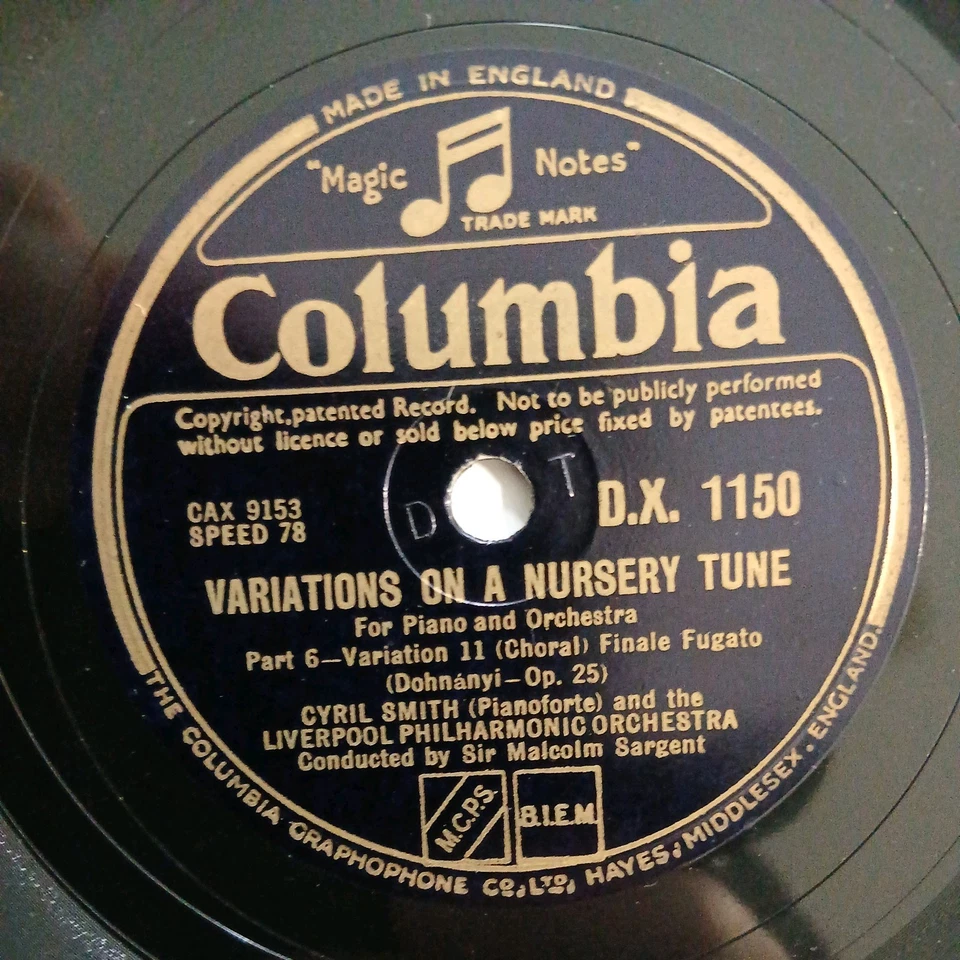 MADE IN ENGLAND
"Magic Notes"
TRADE MARK
Columbia
Copyright, patented Record. Not to be publicly performed
without licence or sold below price fixed by patentees.
D T
CAX 9153
SPEED 78
D.X. 1150
VARIATIONS ON A NURSERY TUNE
For Piano and Orchestra
Part 6—Variation 11 (Choral) Finale Fugato
(Dohnányi—Op. 25)
CYRIL SMITH (Pianoforte) and the
LIVERPOOL PHILHARMONIC ORCHESTRA
Conducted by Sir Malcolm Sargent
M.C.P.S.
B.I.E.M.
THE COLUMBIA GRAPHOPHONE CO., LTD, HAYES, MIDDLESEX. ENGLAND.